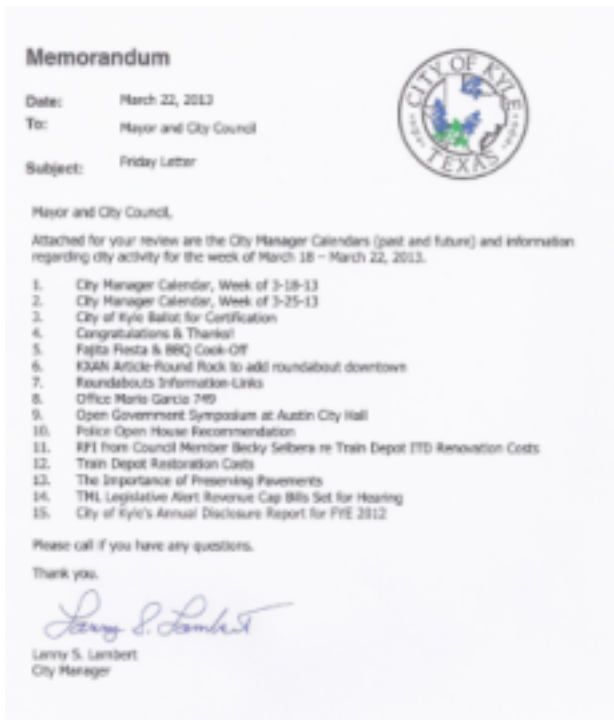 Memorandum
CITY OF KYLE
TEXAS
Date: March 22, 2013
To: Mayor and City Council
Subject: Friday Letter
Mayor and City Council,
Attached for your review are the City Manager Calendars (past and future) and information
regarding city activity for the week of March 18 – March 22, 2013.
1. City Manager Calendar, Week of 3-18-13
2. City Manager Calendar, Week of 3-25-13
3. City of Kyle Ballot for Certification
4. Congratulations & Thanks!
5. Fajita Fiesta & BBQ Cook-Off
6. KXAN Article-Round Rock to add roundabout downtown
7. Roundabouts Information-Links
8. Office Mario Garcia 749
9. Open Government Symposium at Austin City Hall
10. Police Open House Recommendation
11. RFI from Council Member Becky Selbera re Train Depot ITD Renovation Costs
12. Train Depot Restoration Costs
13. The Importance of Preserving Pavements
14. TML Legislative Alert Revenue Cap Bills Set for Hearing
15. City of Kyle's Annual Disclosure Report for FYE 2012
Please call if you have any questions.
Thank you.
Lanny S. Lambert
Lanny S. Lambert
City Manager